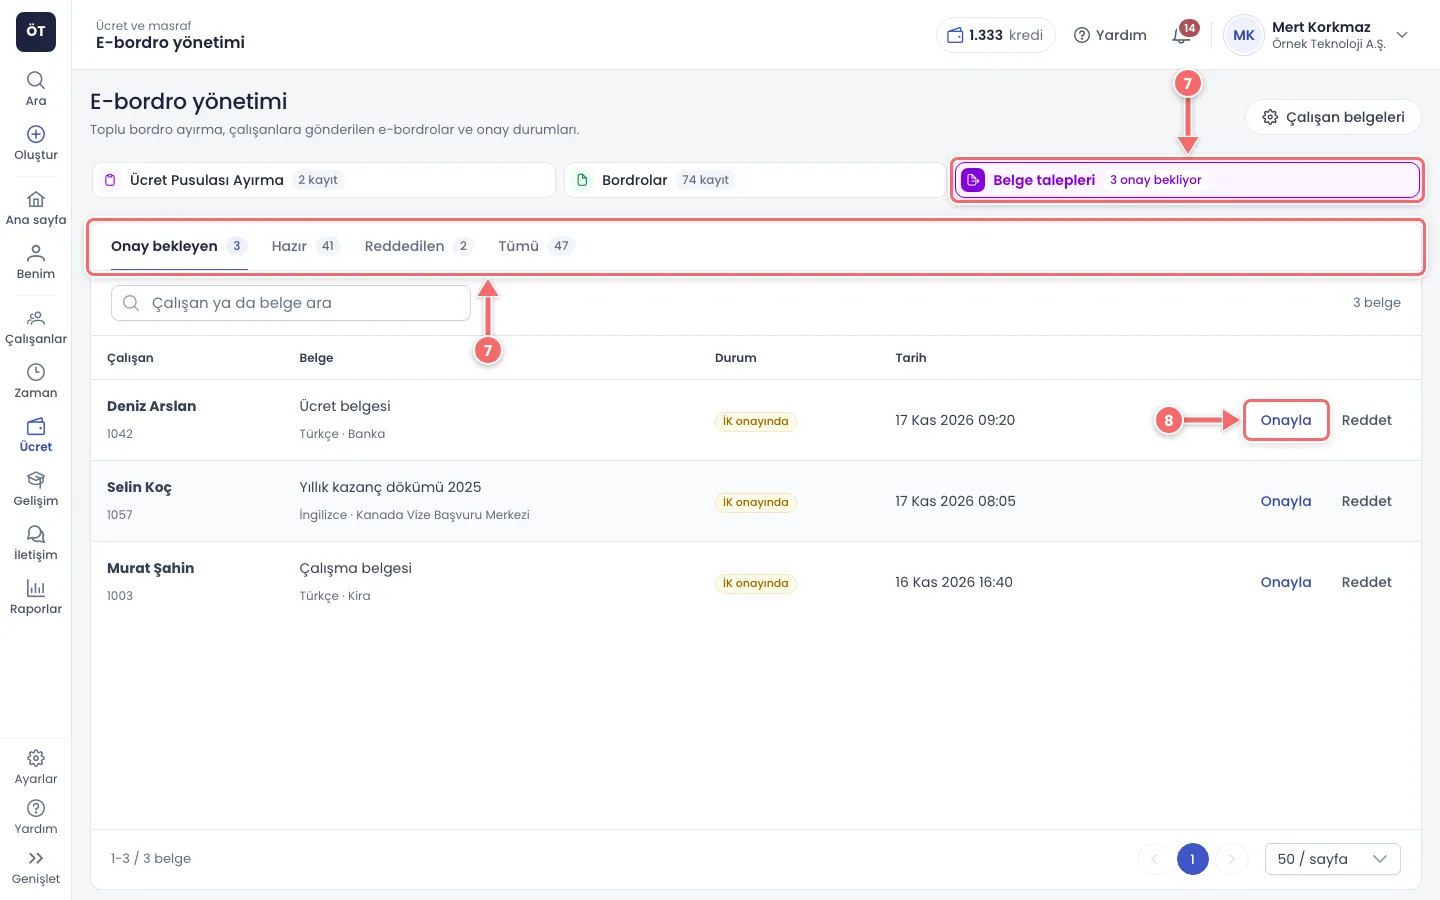 ÖT
Ara
Oluştur
Ana sayfa
Benim
Çalışanlar
Zaman
Ücret
Gelişim
İletişim
Raporlar
Ayarlar
Yardım
Genişlet
Ücret ve masraf
E-bordro yönetimi
1.333 kredi
Yardım
14
MK
Mert Korkmaz
Örnek Teknoloji A.Ş.
E-bordro yönetimi
Toplu bordro ayırma, çalışanlara gönderilen e-bordrolar ve onay durumları.
7
Çalışan belgeleri
Ücret Pusulası Ayırma 2 kayıt
Bordrolar 74 kayıt
Belge talepleri 3 onay bekliyor
Onay bekleyen 3
Hazır 41
Reddedilen 2
Tümü 47
Çalışan ya da belge ara
3 belge
7
Çalışan Belge Durum Tarih
Deniz Arslan
1042
Ücret belgesi
Türkçe · Banka
İK onayında
17 Kas 2026 09:20
8
Onayla Reddet
Selin Koç
1057
Yıllık kazanç dökümü 2025
İngilizce · Kanada Vize Başvuru Merkezi
İK onayında
17 Kas 2026 08:05
Onayla Reddet
Murat Şahin
1003
Çalışma belgesi
Türkçe · Kira
İK onayında
16 Kas 2026 16:40
Onayla Reddet
1-3 / 3 belge
1
50 / sayfa